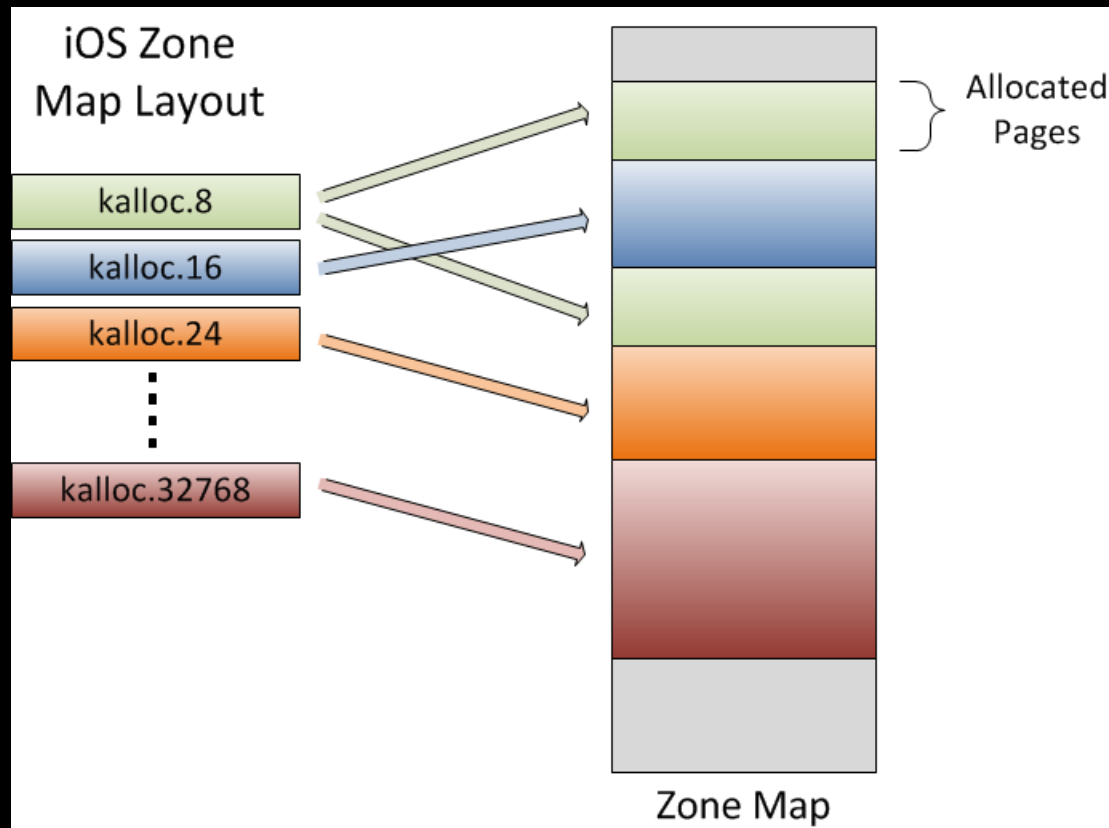 iOS Zone
Map Layout
kalloc.8
kalloc.16
kalloc.24
kalloc.32768
Allocated
Pages
Zone Map